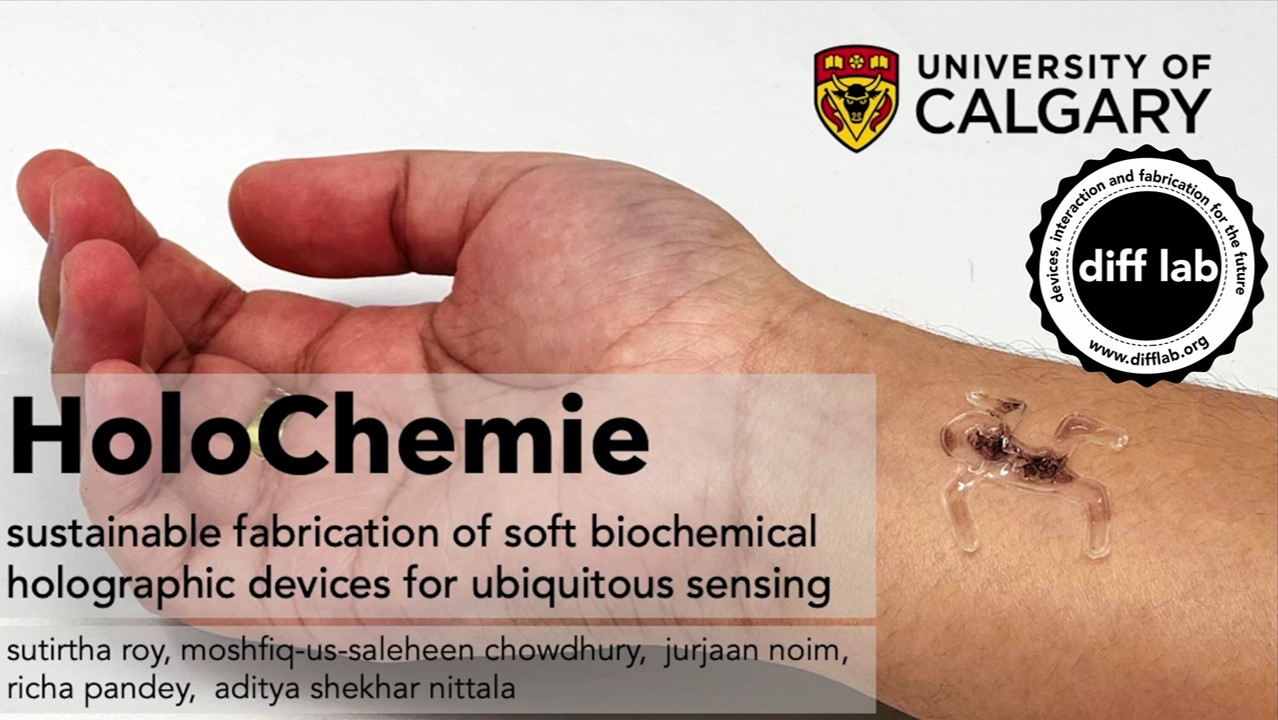 UNIVERSITY OF
CALGARY
devices, interaction and fabrication for the future
diff lab
www.difflab.org
HoloChemie
sustainable fabrication of soft biochemical
holographic devices for ubiquitous sensing
sutirtha roy, moshfiq-us-saleheen chowdhury, jurjaan noim,
richa pandey, aditya shekhar nittala